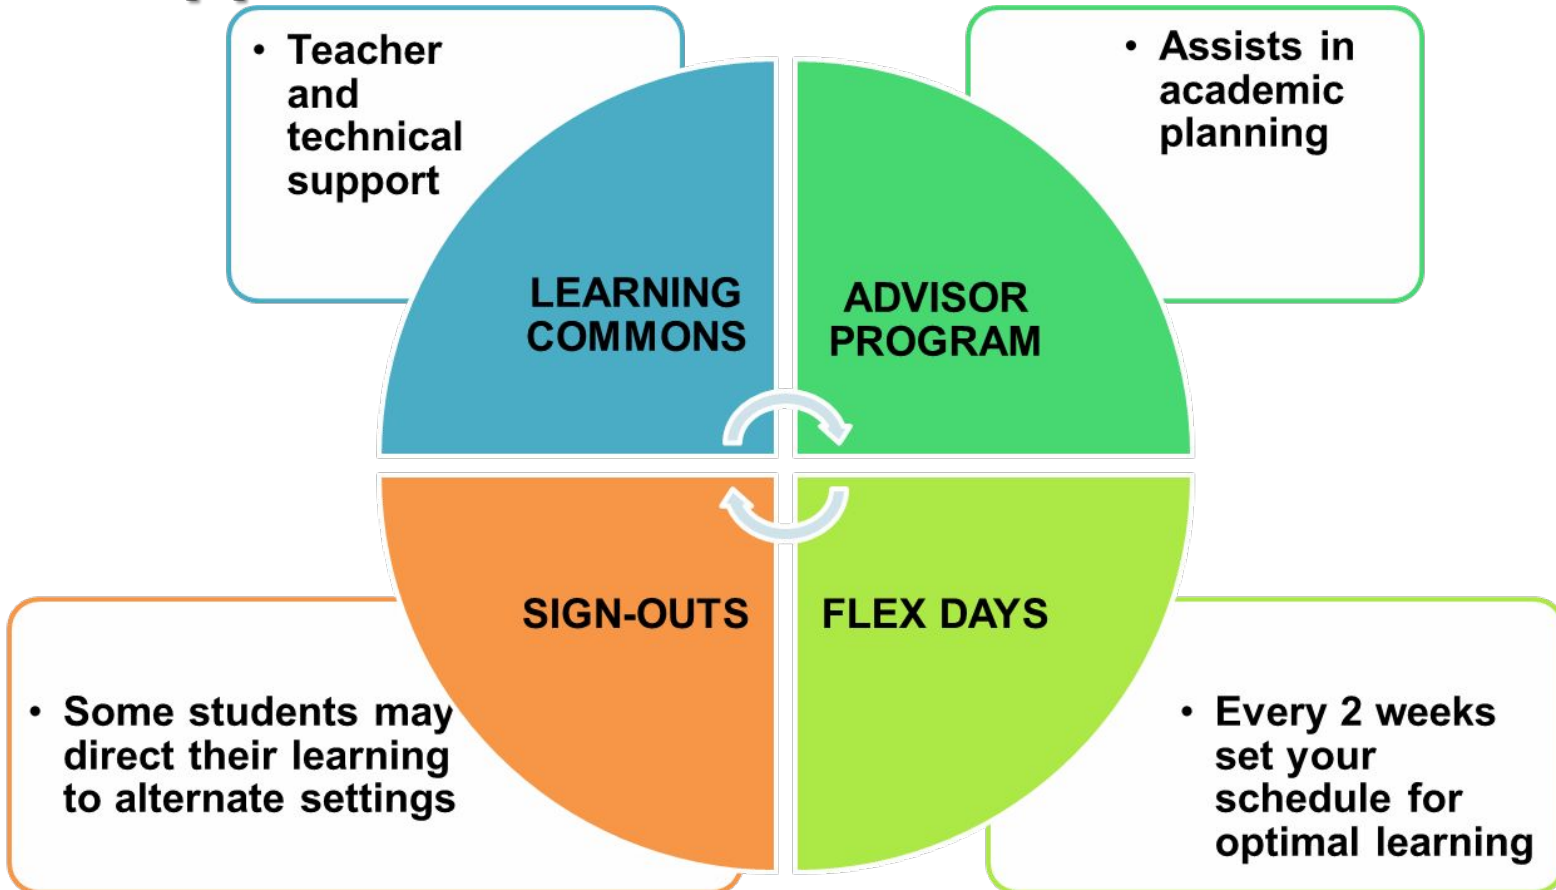 • Teacher
and
technical
support
• Assists in
academic
planning
LEARNING
COMMONS
ADVISOR
PROGRAM
SIGN-OUTS
FLEX DAYS
• Some students may
direct their learning
to alternate settings
• Every 2 weeks
set your
schedule for
optimal learning